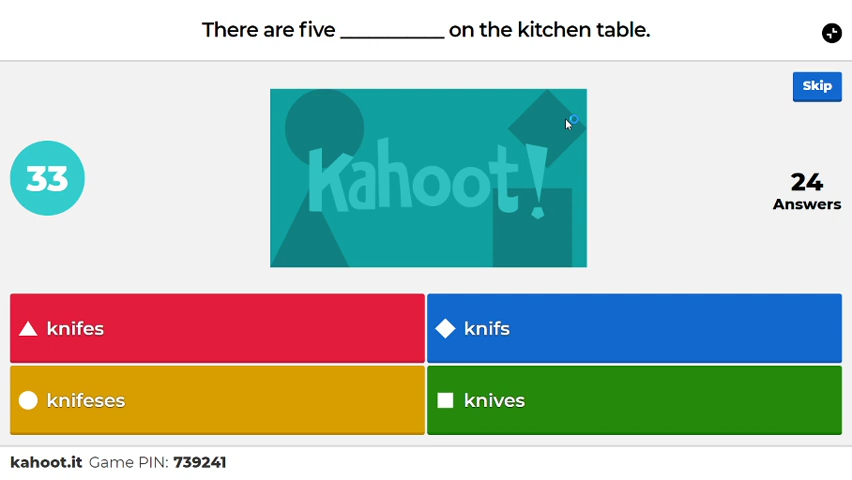 There are five __________ on the kitchen table.
Skip
33
Kahoot!
24
Answers
knifes
knifs
knifeses
knives
kahoot.it Game PIN: 739241